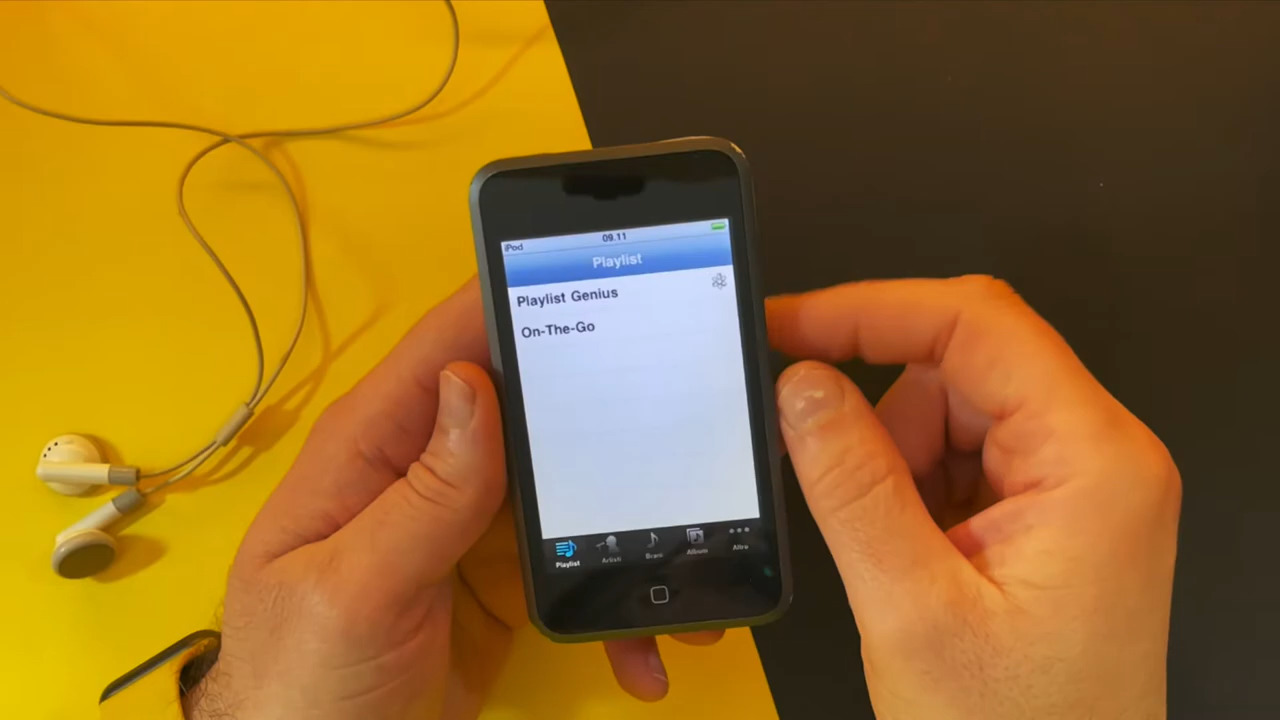 iPod 09.11
Playlist
Playlist Genius
On-The-Go
Playlist Artisti Brani Album Altro